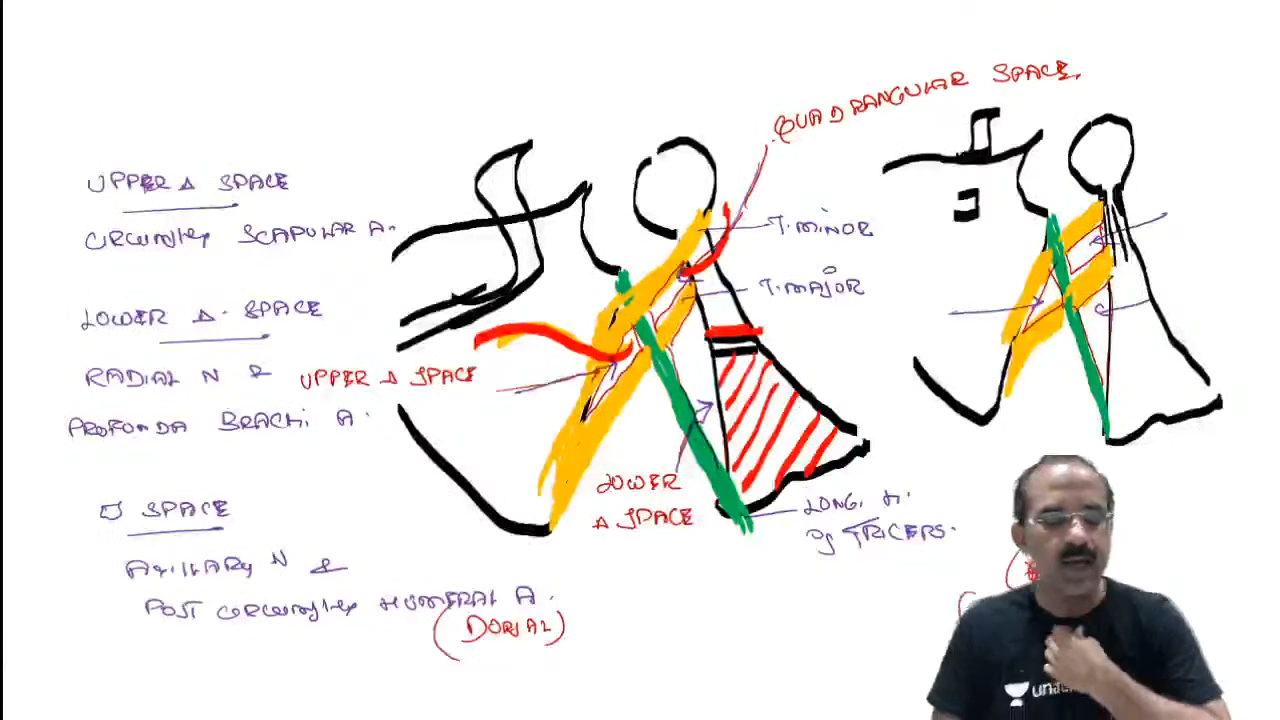 QUADRANGULAR SPACE.
UPPER Δ SPACE
CIRCUMFLEX SCAPULAR A.
T. MINOR
T. MAJOR
LOWER Δ. SPACE
RADIAL N &
UPPER Δ SPACE
PROFONDA BRACHI A.
LOWER
Δ SPACE
LONG. H.
OF TRICEPS.
□ SPACE
AXILLARY N &
POST CIRCUMFLEX HUMERAL A.
(DORSAL)